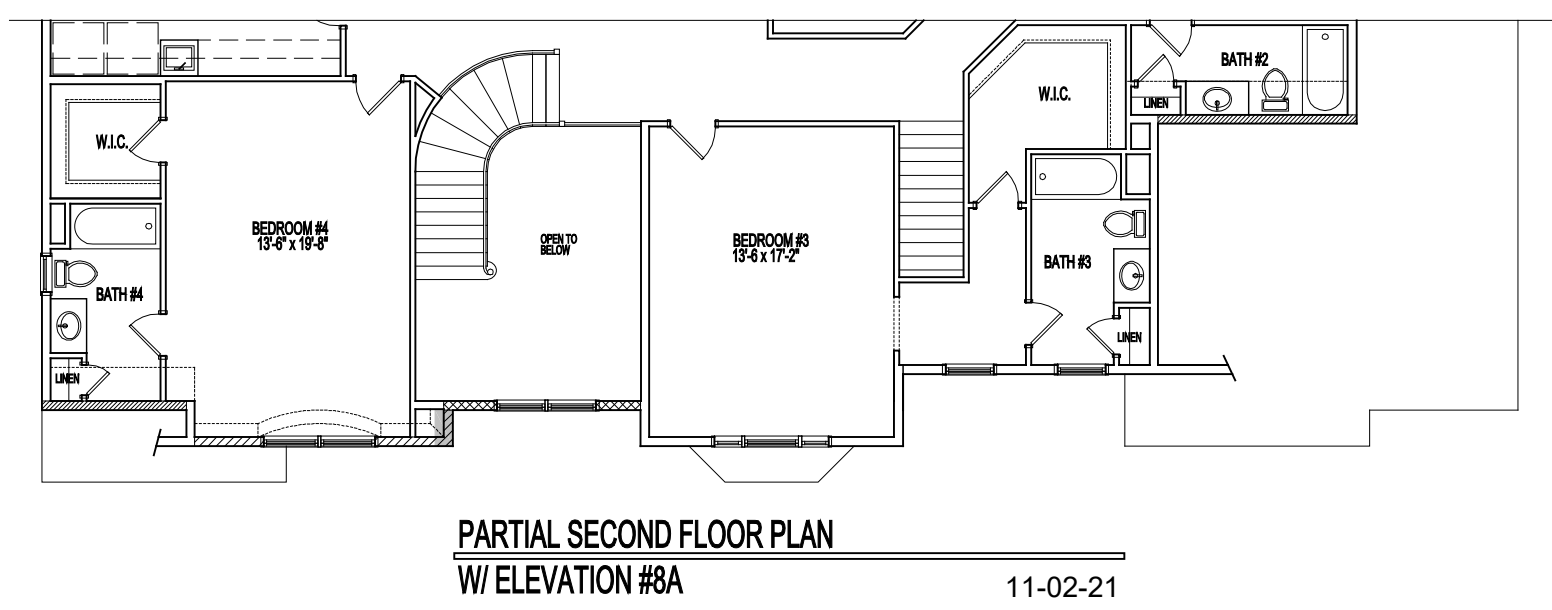 BATH #2
W.I.C.
LINEN
W.I.C.
BEDROOM #4
13'-6" x 19'-8"
OPEN TO
BELOW
BEDROOM #3
13'-6 x 17'-2"
BATH #3
BATH #4
LINEN
LINEN
PARTIAL SECOND FLOOR PLAN
W/ ELEVATION #8A
11-02-21